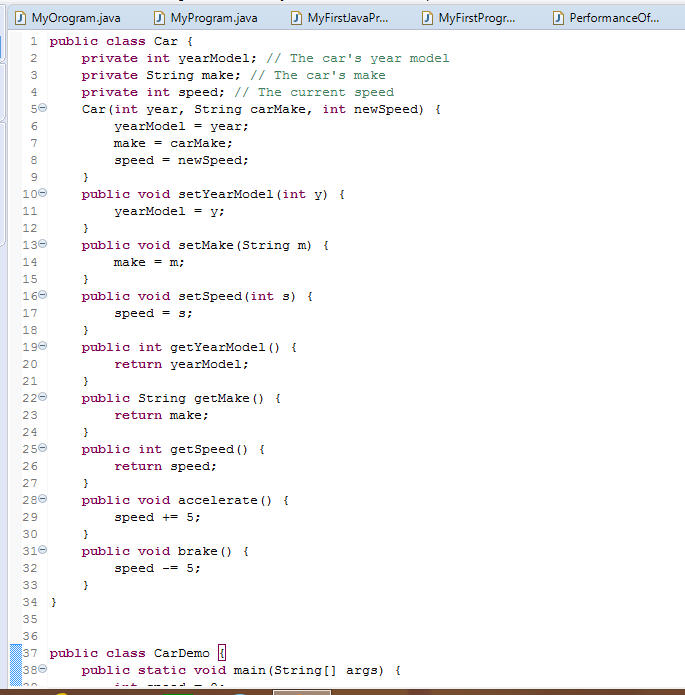 MyOrogram.java MyProgram.java MyFirstJavaPr... MyFirstProgr... PerformanceOf...
1 public class Car {
2 private int yearModel; // The car's year model
3 private String make; // The car's make
4 private int speed; // The current speed
5 Car(int year, String carMake, int newSpeed) {
6 yearModel = year;
7 make = carMake;
8 speed = newSpeed;
9 }
10 public void setYearModel(int y) {
11 yearModel = y;
12 }
13 public void setMake(String m) {
14 make = m;
15 }
16 public void setSpeed(int s) {
17 speed = s;
18 }
19 public int getYearModel() {
20 return yearModel;
21 }
22 public String getMake() {
23 return make;
24 }
25 public int getSpeed() {
26 return speed;
27 }
28 public void accelerate() {
29 speed += 5;
30 }
31 public void brake() {
32 speed -= 5;
33 }
34 }
35
36
37 public class CarDemo {
38 public static void main(String[] args) {